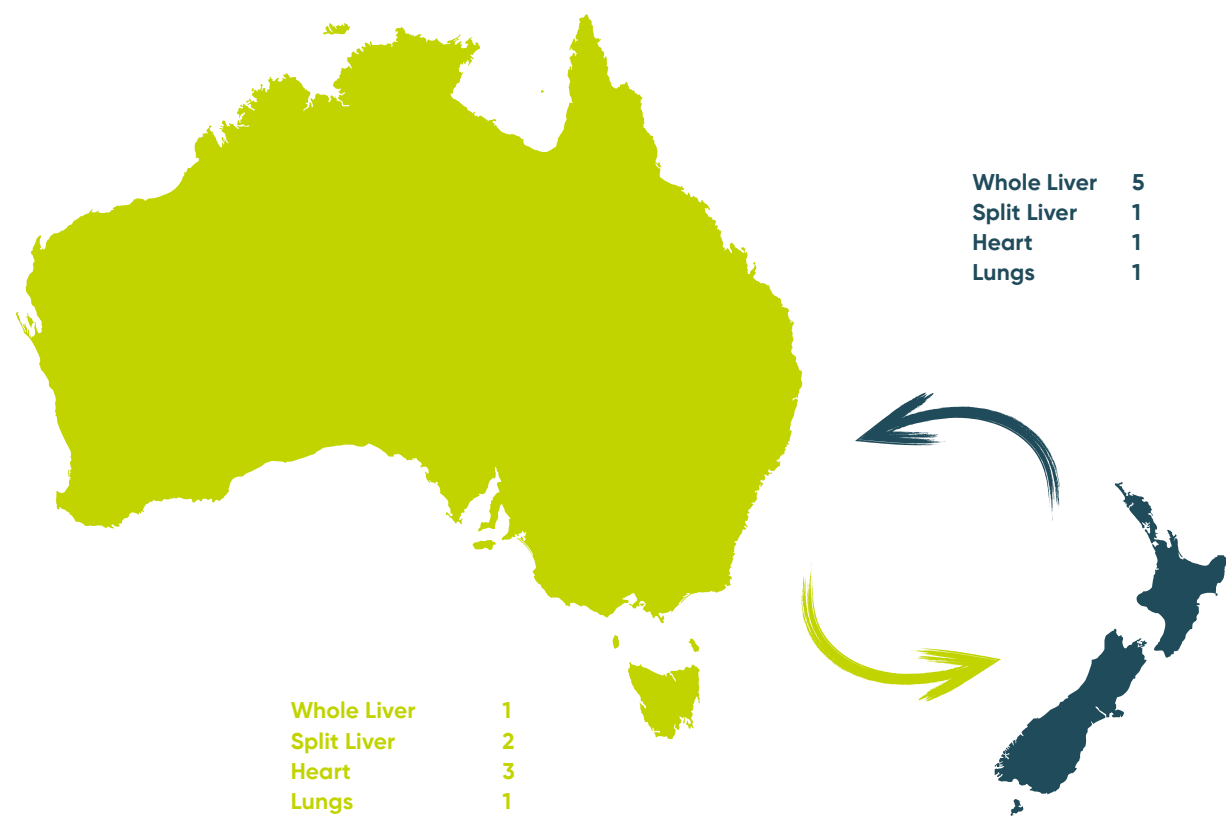 Whole Liver 5
Split Liver 1
Heart 1
Lungs 1
Whole Liver 1
Split Liver 2
Heart 3
Lungs 1